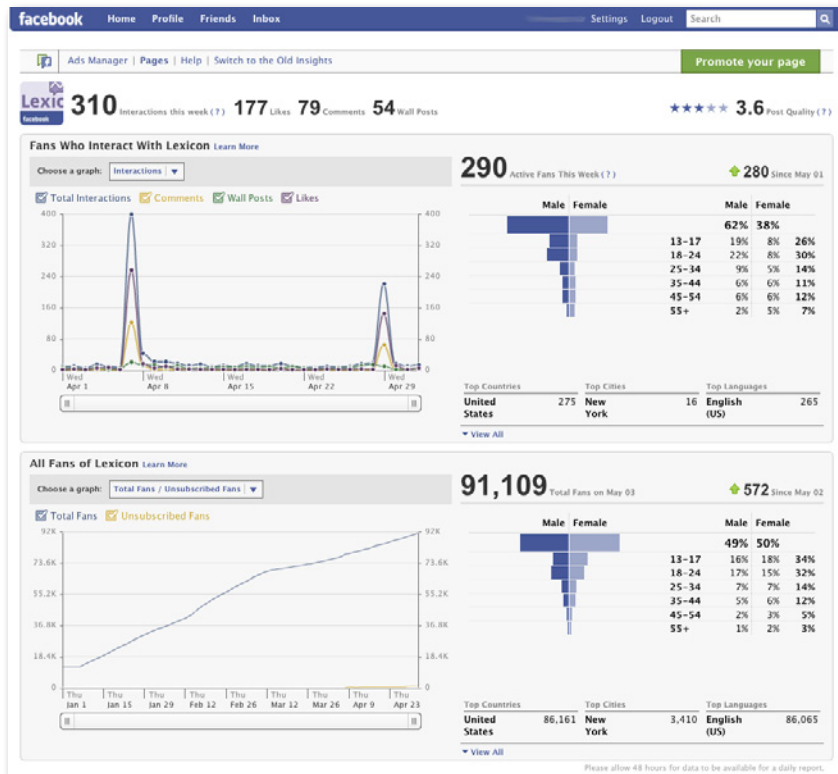 facebook Home Profile Friends Inbox Settings Logout Search
Ads Manager | Pages | Help | Switch to the Old Insights Promote your page
Lexic
facebook
310 Interactions this week (?) 177 Likes 79 Comments 54 Wall Posts 3.6 Post Quality (?)
Fans Who Interact With Lexicon Learn More
Choose a graph: Interactions
290 Active Fans This Week (?) 280 Since May 01
Total Interactions Comments Wall Posts Likes
Male Female Male Female
62% 38%
13-17 19% 8% 26%
18-24 22% 8% 30%
25-34 9% 5% 14%
35-44 6% 6% 11%
45-54 6% 6% 12%
55+ 2% 5% 7%
400 400
320 320
240 240
160 160
80 80
0 0
Wed Wed Wed Wed Wed
Apr 1 Apr 8 Apr 15 Apr 22 Apr 29
Top Countries Top Cities Top Languages
United States 275 New York 16 English (US) 265
View All
All Fans of Lexicon Learn More
Choose a graph: Total Fans / Unsubscribed Fans
91,109 Total Fans on May 03 572 Since May 02
Total Fans Unsubscribed Fans
Male Female Male Female
49% 50%
13-17 16% 18% 34%
18-24 17% 15% 32%
25-34 7% 7% 14%
35-44 5% 6% 12%
45-54 2% 3% 5%
55+ 1% 2% 3%
92K 92K
73.6K 73.6K
55.2K 55.2K
36.8K 36.8K
18.4K 18.4K
0 0
Thu Thu Thu Thu Thu Thu Thu Thu Thu
Jan 1 Jan 15 Jan 29 Feb 12 Feb 26 Mar 12 Mar 26 Apr 9 Apr 23
Top Countries Top Cities Top Languages
United States 86,161 New York 3,410 English (US) 86,065
View All
Please allow 48 hours for data to be available for a daily report.